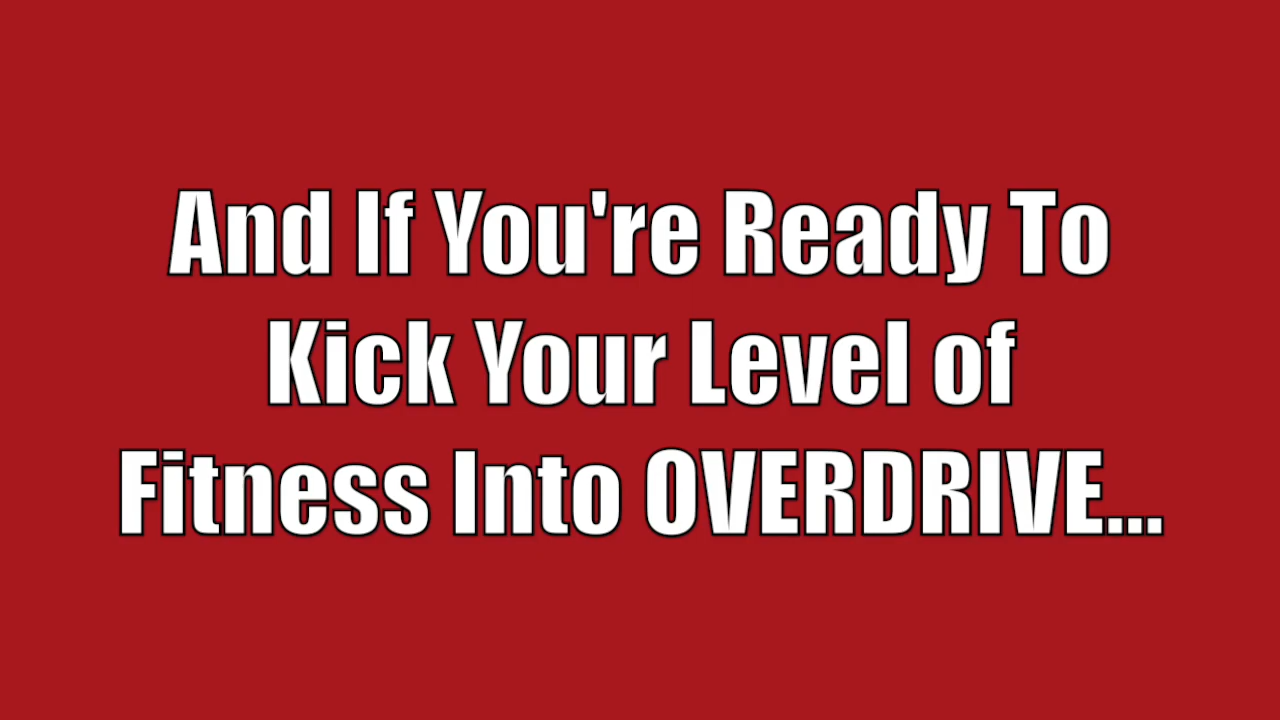 And If You're Ready To
Kick Your Level of
Fitness Into OVERDRIVE...